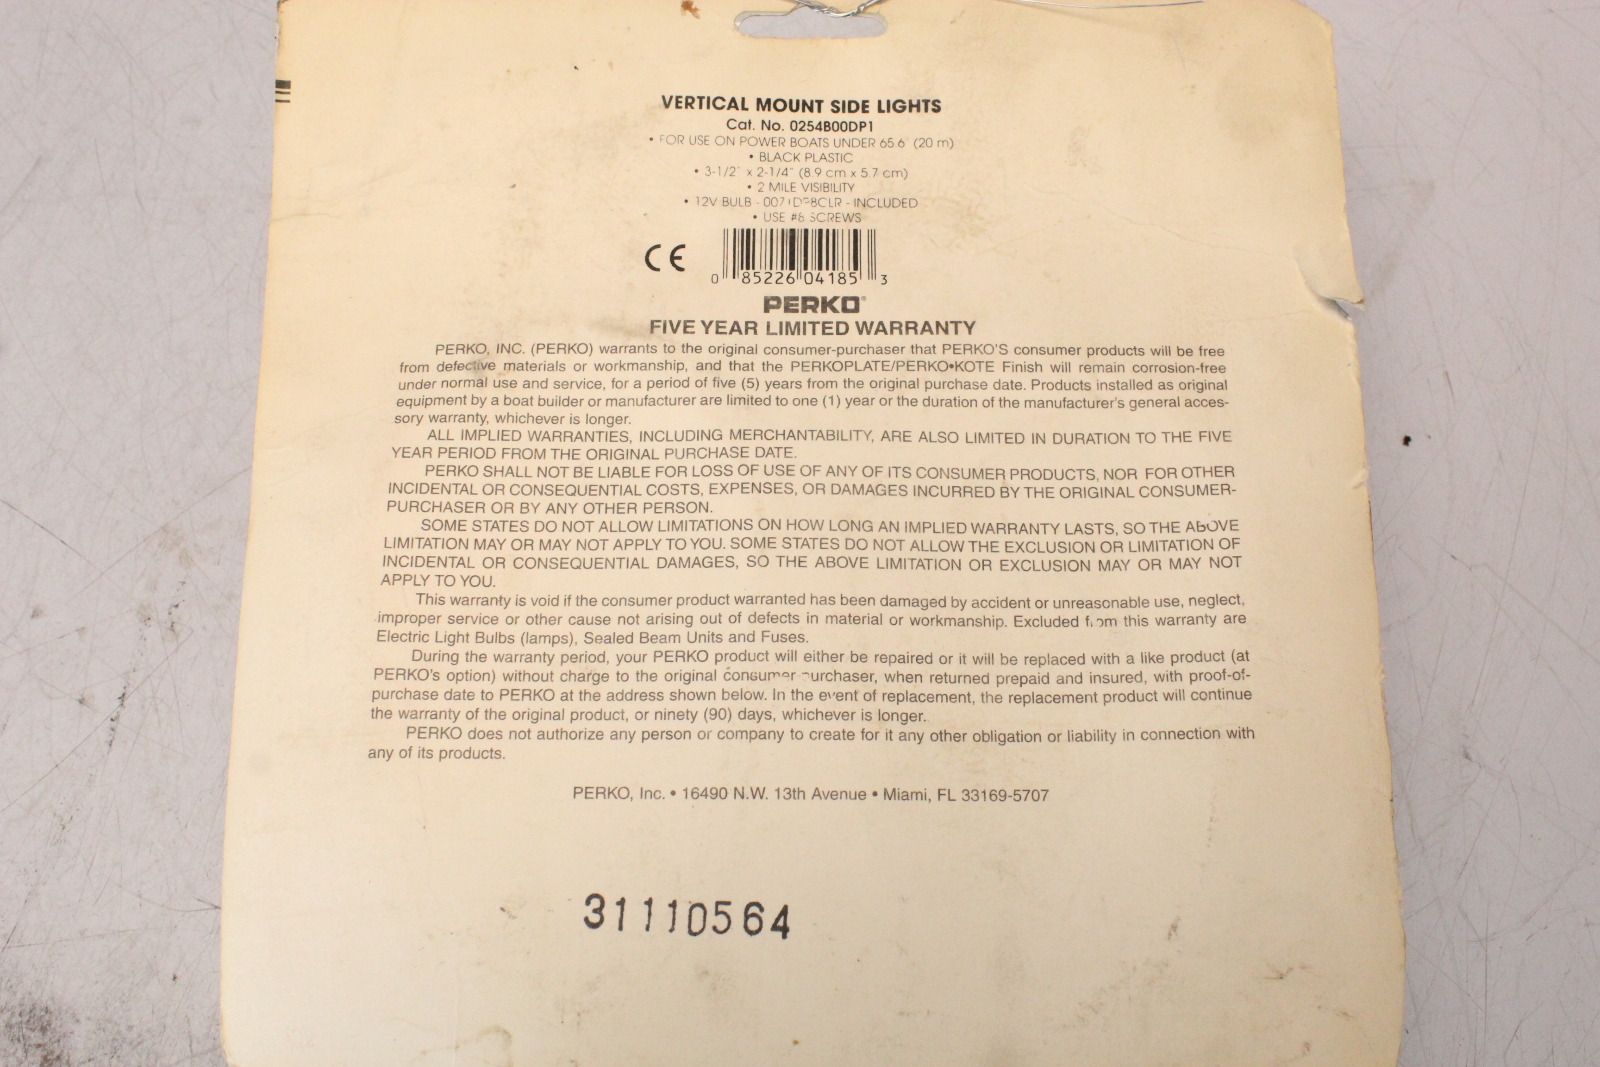 VERTICAL MOUNT SIDE LIGHTS
Cat. No. 0254B00DP1
• FOR USE ON POWER BOATS UNDER 65.6' (20 m)
• BLACK PLASTIC
• 3-1/2" x 2-1/4" (8.9 cm x 5.7 cm)
• 2 MILE VISIBILITY
• 12V BULB - - INCLUDED
• USE #6 SCREWS
CE
0 85226 04185 3
PERKO®
FIVE YEAR LIMITED WARRANTY
PERKO, INC. (PERKO) warrants to the original consumer-purchaser that PERKO'S consumer products will be free
from defective materials or workmanship, and that the PERKOPLATE/PERKO•KOTE Finish will remain corrosion-free
under normal use and service, for a period of five (5) years from the original purchase date. Products installed as original
equipment by a boat builder or manufacturer are limited to one (1) year or the duration of the manufacturer's general acces-
sory warranty, whichever is longer.
ALL IMPLIED WARRANTIES, INCLUDING MERCHANTABILITY, ARE ALSO LIMITED IN DURATION TO THE FIVE
YEAR PERIOD FROM THE ORIGINAL PURCHASE DATE.
PERKO SHALL NOT BE LIABLE FOR LOSS OF USE OF ANY OF ITS CONSUMER PRODUCTS, NOR FOR OTHER
INCIDENTAL OR CONSEQUENTIAL COSTS, EXPENSES, OR DAMAGES INCURRED BY THE ORIGINAL CONSUMER-
PURCHASER OR BY ANY OTHER PERSON.
SOME STATES DO NOT ALLOW LIMITATIONS ON HOW LONG AN IMPLIED WARRANTY LASTS, SO THE ABOVE
LIMITATION MAY OR MAY NOT APPLY TO YOU. SOME STATES DO NOT ALLOW THE EXCLUSION OR LIMITATION OF
INCIDENTAL OR CONSEQUENTIAL DAMAGES, SO THE ABOVE LIMITATION OR EXCLUSION MAY OR MAY NOT
APPLY TO YOU.
This warranty is void if the consumer product warranted has been damaged by accident or unreasonable use, neglect,
improper service or other cause not arising out of defects in material or workmanship. Excluded from this warranty are
Electric Light Bulbs (lamps), Sealed Beam Units and Fuses.
During the warranty period, your PERKO product will either be repaired or it will be replaced with a like product (at
PERKO's option) without charge to the original consumer purchaser, when returned prepaid and insured, with proof-of-
purchase date to PERKO at the address shown below. In the event of replacement, the replacement product will continue
the warranty of the original product, or ninety (90) days, whichever is longer.
PERKO does not authorize any person or company to create for it any other obligation or liability in connection with
any of its products.
PERKO, Inc. • 16490 N.W. 13th Avenue • Miami, FL 33169-5707
31110564